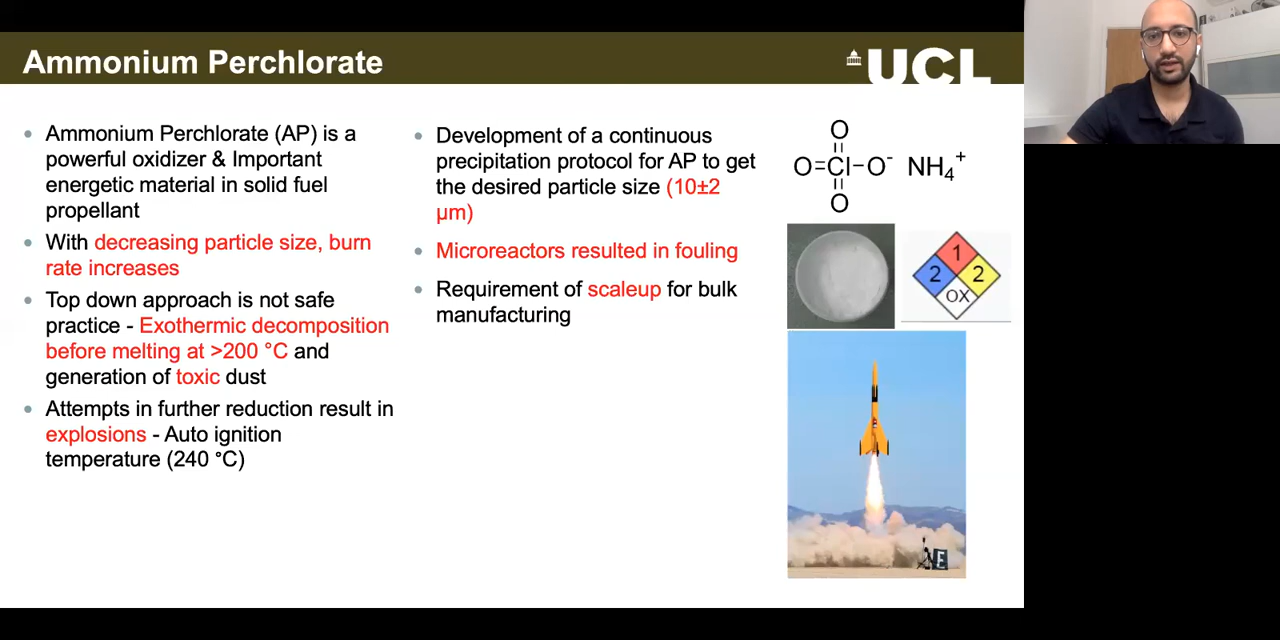 Ammonium Perchlorate
UCL
Ammonium Perchlorate (AP) is a
powerful oxidizer & Important
energetic material in solid fuel
propellant
With decreasing particle size, burn
rate increases
Top down approach is not safe
practice - Exothermic decomposition
before melting at >200 °C and
generation of toxic dust
Attempts in further reduction result in
explosions - Auto ignition
temperature (240 °C)
Development of a continuous
precipitation protocol for AP to get
the desired particle size (10±2
µm)
Microreactors resulted in fouling
Requirement of scaleup for bulk
manufacturing
O
O=Cl-O⁻ NH₄⁺
O
1
2 2
OX
E